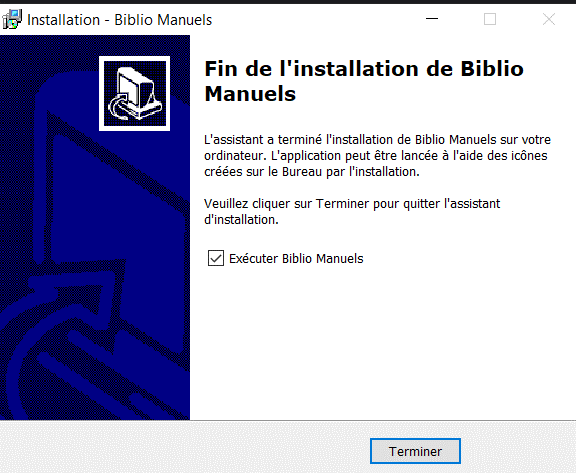 Installation - Biblio Manuels
Fin de l'installation de Biblio
Manuels
L'assistant a terminé l'installation de Biblio Manuels sur votre
ordinateur. L'application peut être lancée à l'aide des icônes
créées sur le Bureau par l'installation.
Veuillez cliquer sur Terminer pour quitter l'assistant
d'installation.
Exécuter Biblio Manuels
Terminer